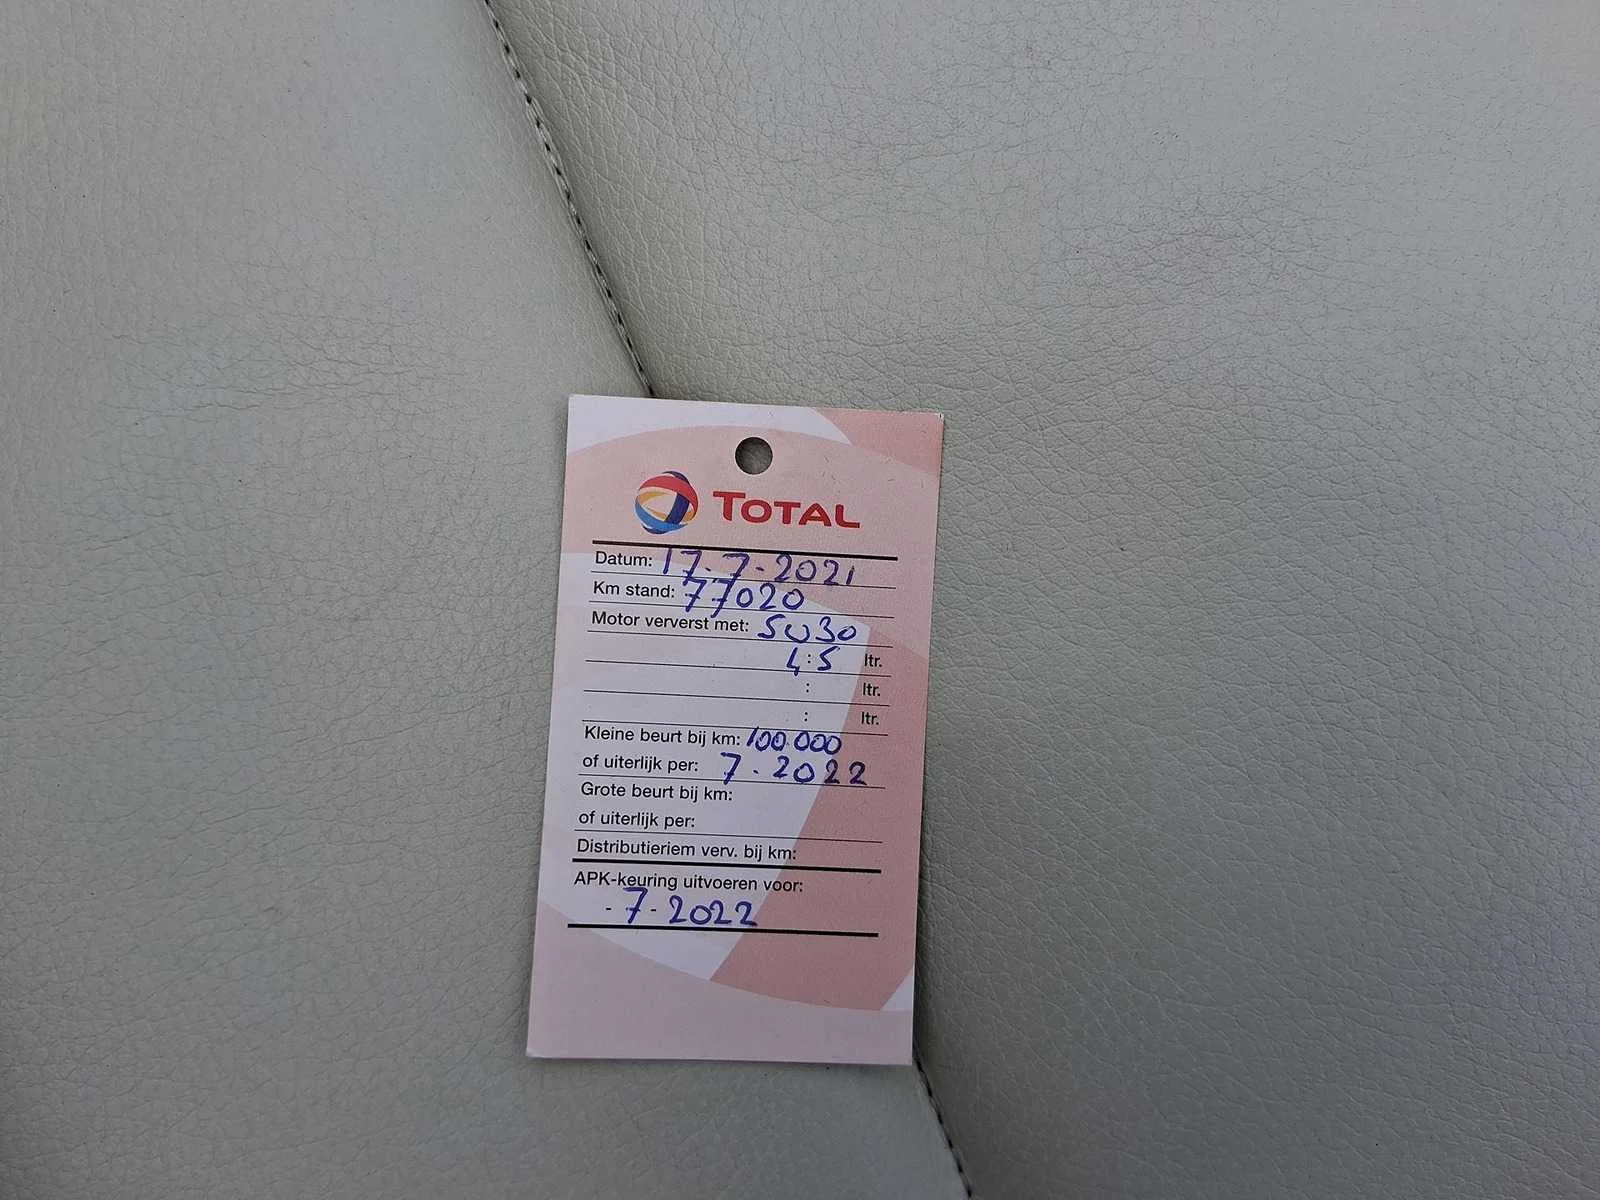 TOTAL
Datum: 17-7-2021
Km stand: 77020
Motor ververst met: 5W30
4:5 ltr.
: ltr.
: ltr.
Kleine beurt bij km: 100.000
of uiterlijk per: 7-2022
Grote beurt bij km:
of uiterlijk per:
Distributieriem verv. bij km:
APK-keuring uitvoeren voor:
-7-2022